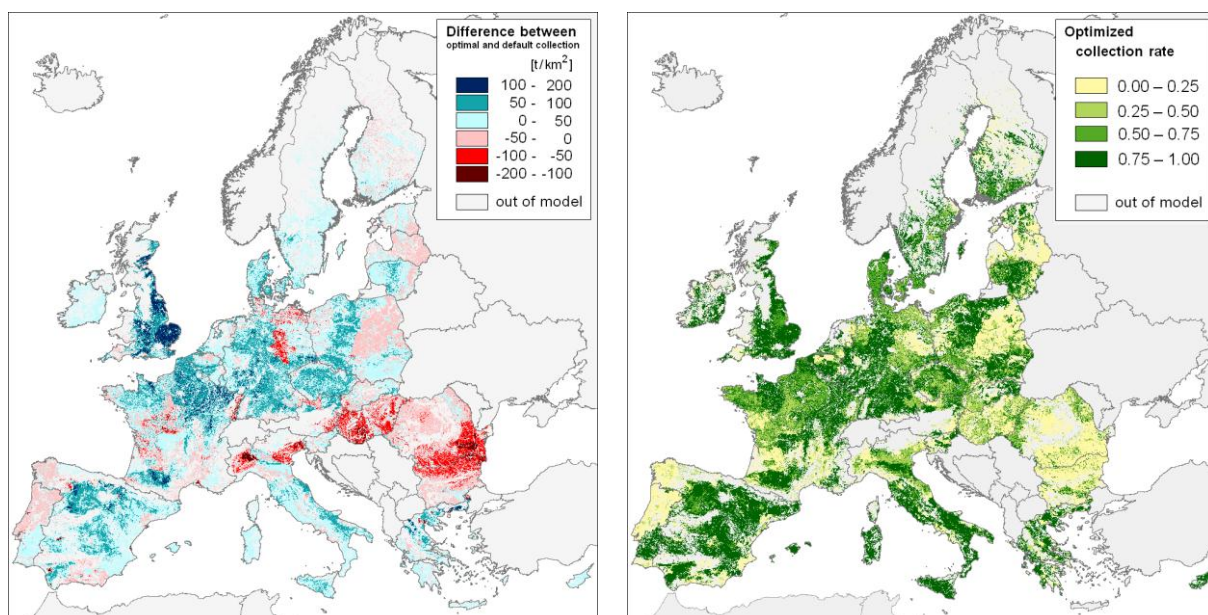 Difference between
optimal and default collection
[t/km²]
100 - 200
50 - 100
0 - 50
-50 - 0
-100 - -50
-200 - -100
out of model
Optimized
collection rate
0.00 – 0.25
0.25 – 0.50
0.50 – 0.75
0.75 – 1.00
out of model